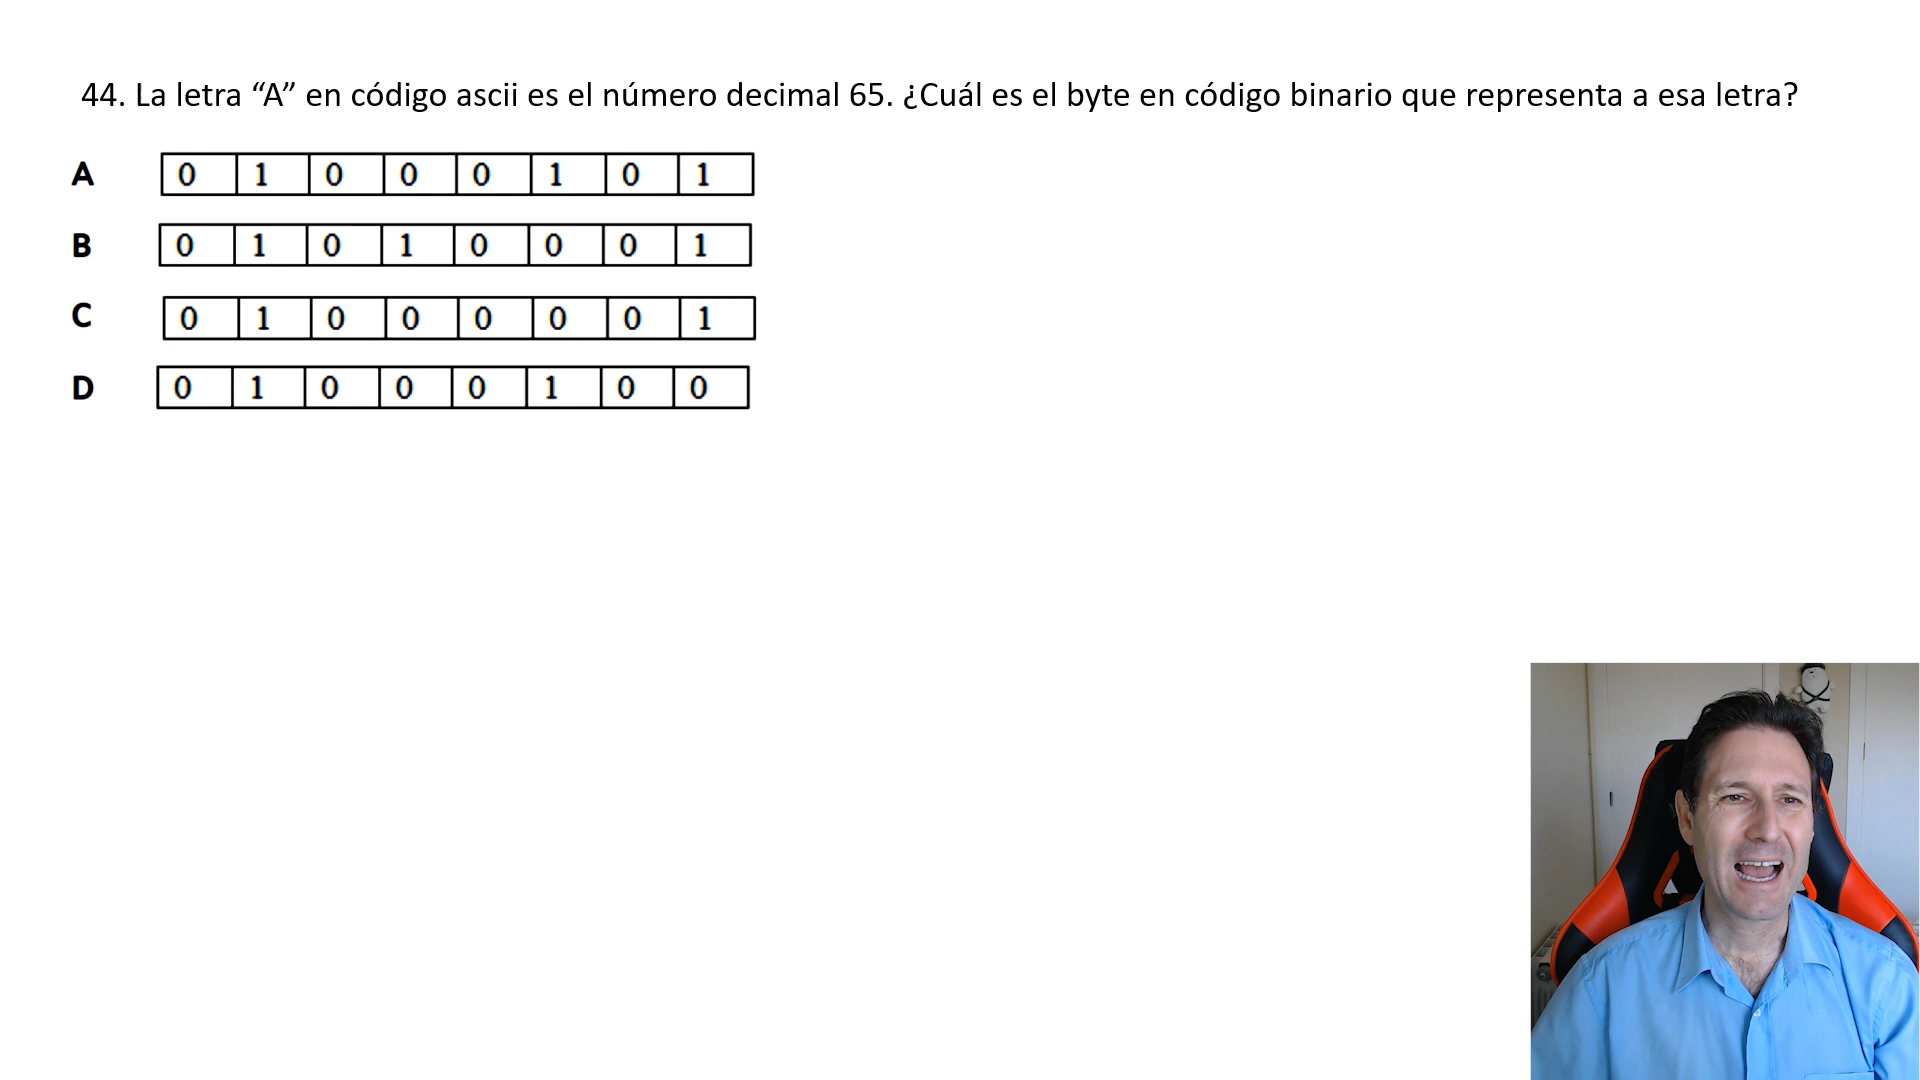 44. La letra “A” en código ascii es el número decimal 65. ¿Cuál es el byte en código binario que representa a esa letra?
A 0 1 0 0 0 1 0 1
B 0 1 0 1 0 0 0 1
C 0 1 0 0 0 0 0 1
D 0 1 0 0 0 1 0 0